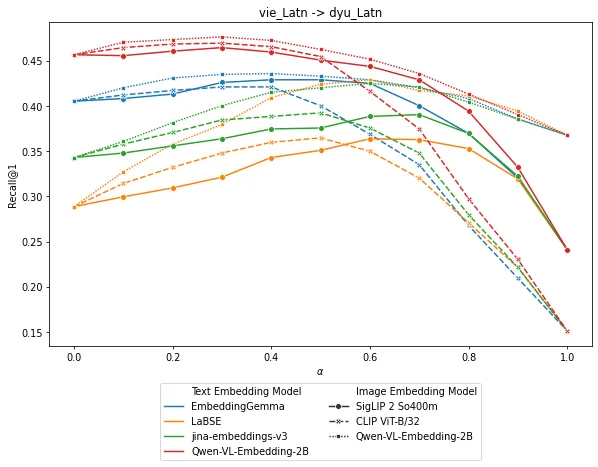 vie_Latn -> dyu_Latn
Recall@1
0.45
0.40
0.35
0.30
0.25
0.20
0.15
0.0 0.2 0.4 0.6 0.8 1.0
α
Text Embedding Model Image Embedding Model
EmbeddingGemma SigLIP 2 So400m
LaBSE CLIP ViT-B/32
jina-embeddings-v3 Qwen-VL-Embedding-2B
Qwen-VL-Embedding-2B